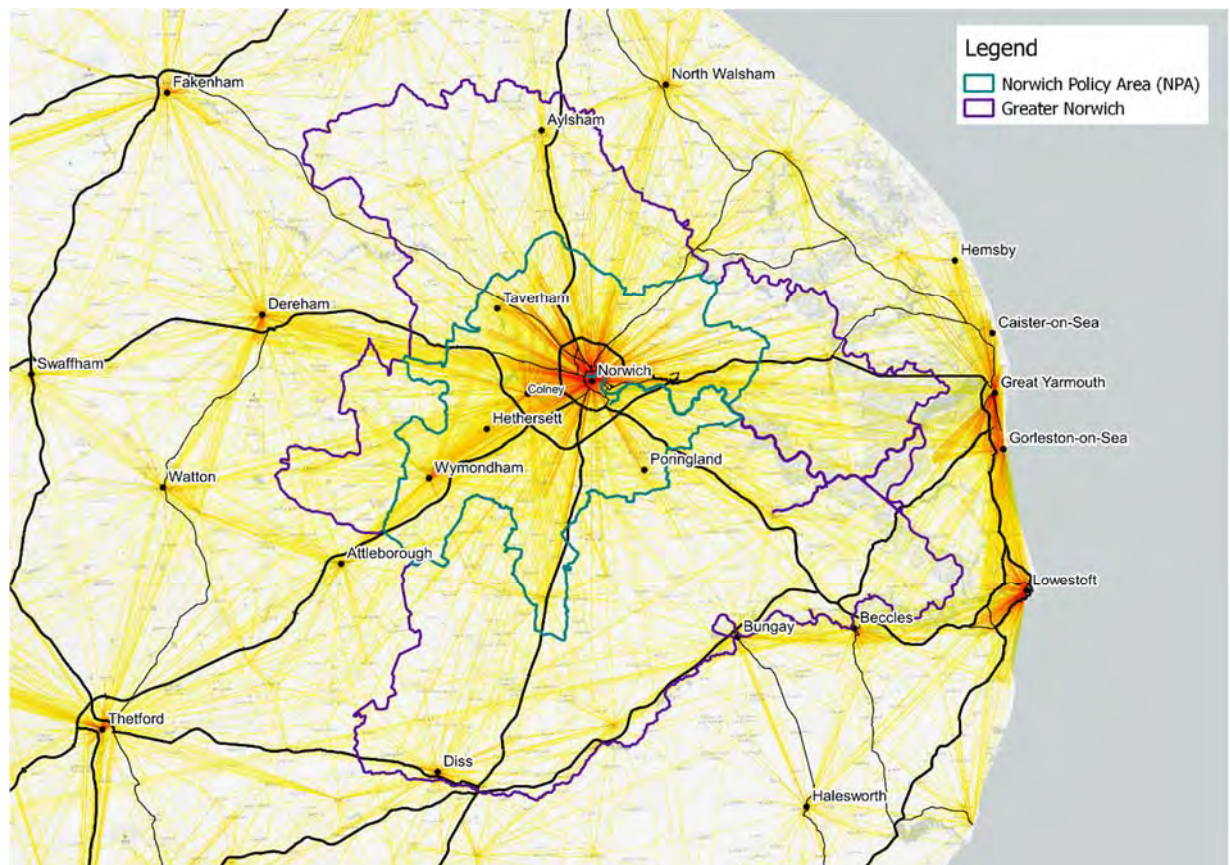 Legend
Norwich Policy Area (NPA)
Greater Norwich
Fakenham
North Walsham
Aylsham
Hemsby
Dereham
Taverham
Caister-on-Sea
Swaffham
Norwich
Colney
Great Yarmouth
Hethersett
Gorleston-on-Sea
Wymondham
Poringland
Watton
Attleborough
Lowestoft
Bungay
Beccles
Thetford
Diss
Halesworth